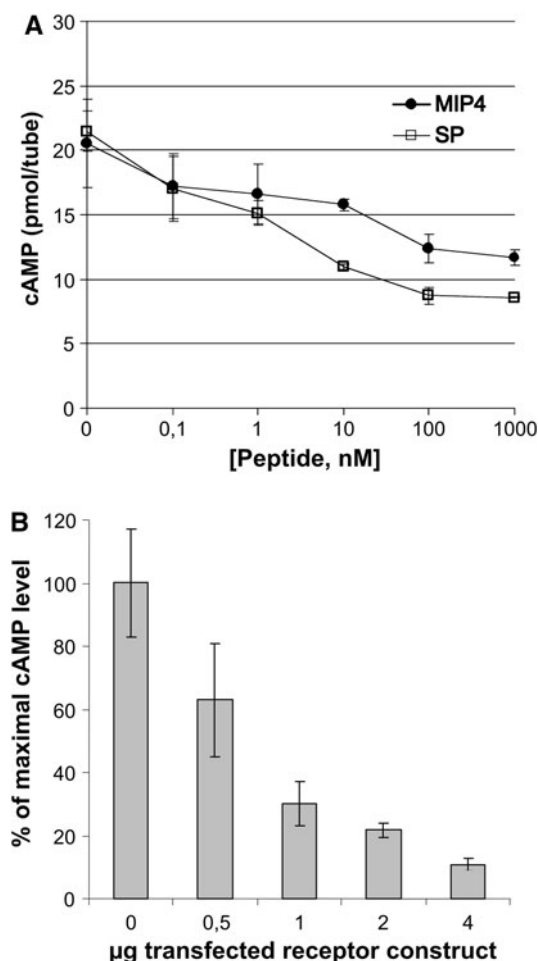 A
30
25
20
15
10
5
0
cAMP (pmol/tube)
MIP4
SP
0 0,1 1 10 100 1000
[Peptide, nM]
B
120
100
80
60
40
20
0
% of maximal cAMP level
0 0,5 1 2 4
µg transfected receptor construct